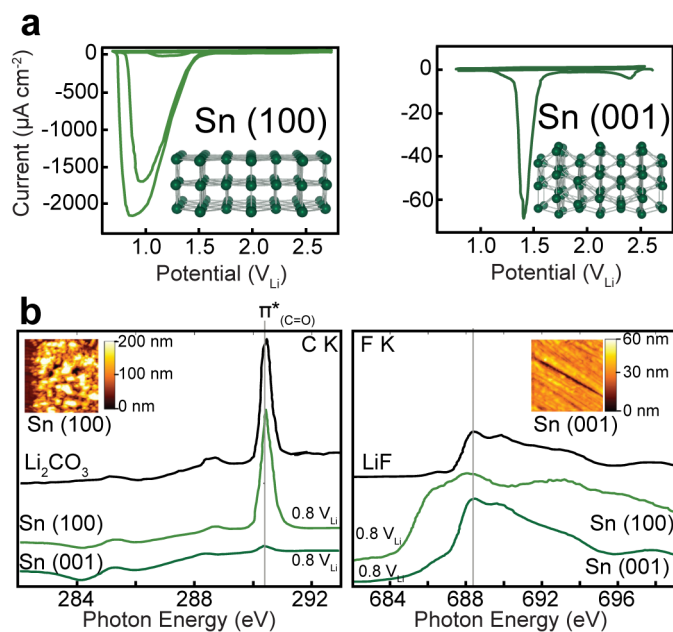 a
0
-500
-1000
-1500
-2000
Current (µA cm⁻²)
Sn (100)
1.0 1.5 2.0 2.5
Potential (V_Li)
0
-20
-40
-60
Sn (001)
1.0 1.5 2.0 2.5
Potential (V_Li)
b
π*(C=O)
C K
200 nm
100 nm
0 nm
Sn (100)
Li₂CO₃
Sn (100)
0.8 V_Li
Sn (001)
0.8 V_Li
284 288 292
Photon Energy (eV)
F K
60 nm
30 nm
0 nm
Sn (001)
LiF
0.8 V_Li
Sn (100)
0.8 V_Li
Sn (001)
684 688 692 696
Photon Energy (eV)